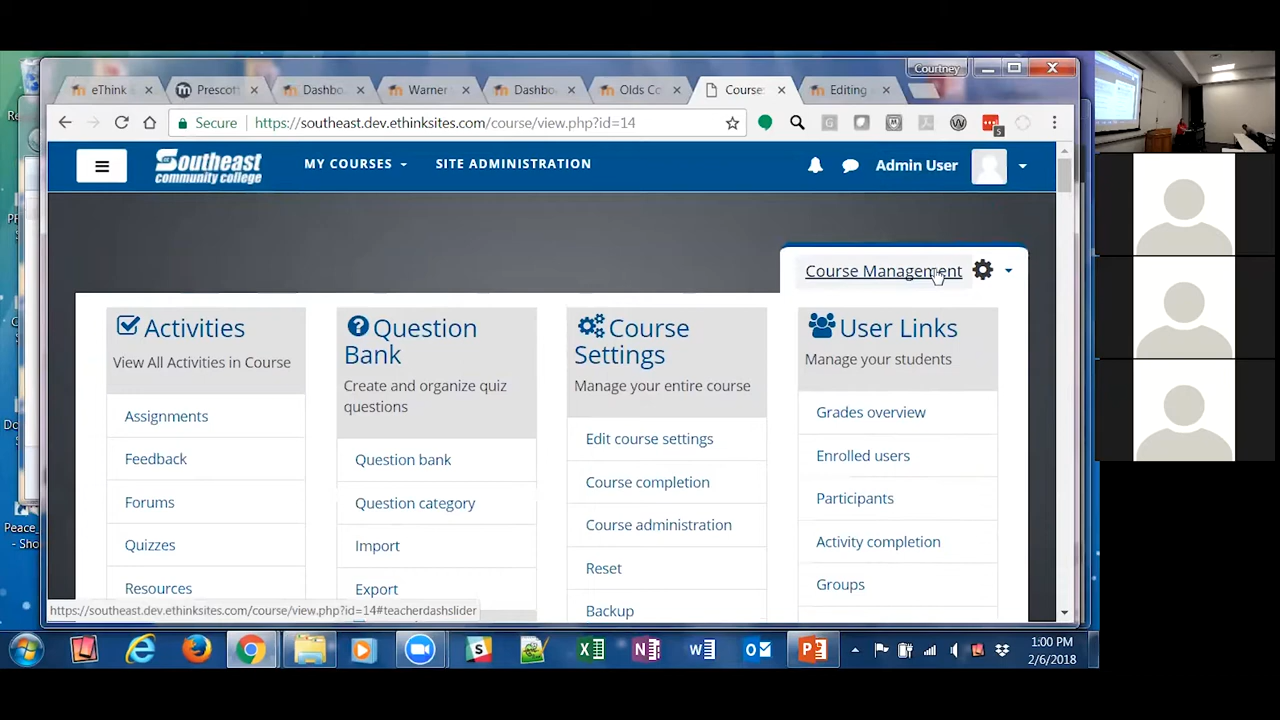 Courtney
eThink
Prescott
Dashbo
Dashbo
Olds Co
Course:
Editing
Secure
https://southeast.dev.ethinksites.com/course/view.php?id=14
5
Southeast
community college
MY COURSES
SITE ADMINISTRATION
Admin User
Course Management
Activities
View All Activities in Course
Assignments
Feedback
Forums
Quizzes
Resources
Question
Bank
Create and organize quiz
questions
Question bank
Question category
Import
Export
Course
Settings
Manage your entire course
Edit course settings
Course completion
Course administration
Reset
Backup
User Links
Manage your students
Grades overview
Enrolled users
Participants
Activity completion
Groups
https://southeast.dev.ethinksites.com/course/view.php?id=14#teacherdashslider
Peace_
- Sho
1:00 PM
2/6/2018